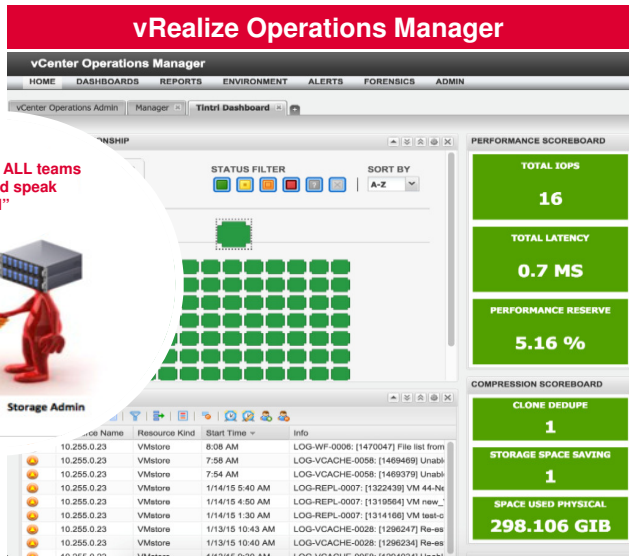 vRealize Operations Manager
vCenter Operations Manager
HOME DASHBOARDS REPORTS ENVIRONMENT ALERTS FORENSICS ADMIN
vCenter Operations Admin Manager Tintri Dashboard
PERFORMANCE SCOREBOARD
ALL teams
speak
STATUS FILTER SORT BY
A-Z
TOTAL IOPS
16
TOTAL LATENCY
0.7 MS
PERFORMANCE RESERVE
5.16 %
COMPRESSION SCOREBOARD
CLONE DEDUPE
1
STORAGE SPACE SAVING
1
SPACE USED PHYSICAL
298.106 GIB
Storage Admin
Name Resource Kind Start Time Info
10.255.0.23 VMstore 8:08 AM LOG-WF-0006: [1470047] File list from
10.255.0.23 VMstore 7:58 AM LOG-VCACHE-0058: [1469469] Unabl
10.255.0.23 VMstore 7:54 AM LOG-VCACHE-0058: [1469379] Unabl
10.255.0.23 VMstore 1/14/15 5:40 AM LOG-REPL-0007: [1322439] VM 44-Ne
10.255.0.23 VMstore 1/14/15 4:50 AM LOG-REPL-0007: [1319564] VM new_
10.255.0.23 VMstore 1/14/15 1:30 AM LOG-REPL-0007: [1314166] VM test-c
10.255.0.23 VMstore 1/13/15 10:43 AM LOG-VCACHE-0028: [1296247] Re-es
10.255.0.23 VMstore 1/13/15 10:40 AM LOG-VCACHE-0028: [1296234] Re-es